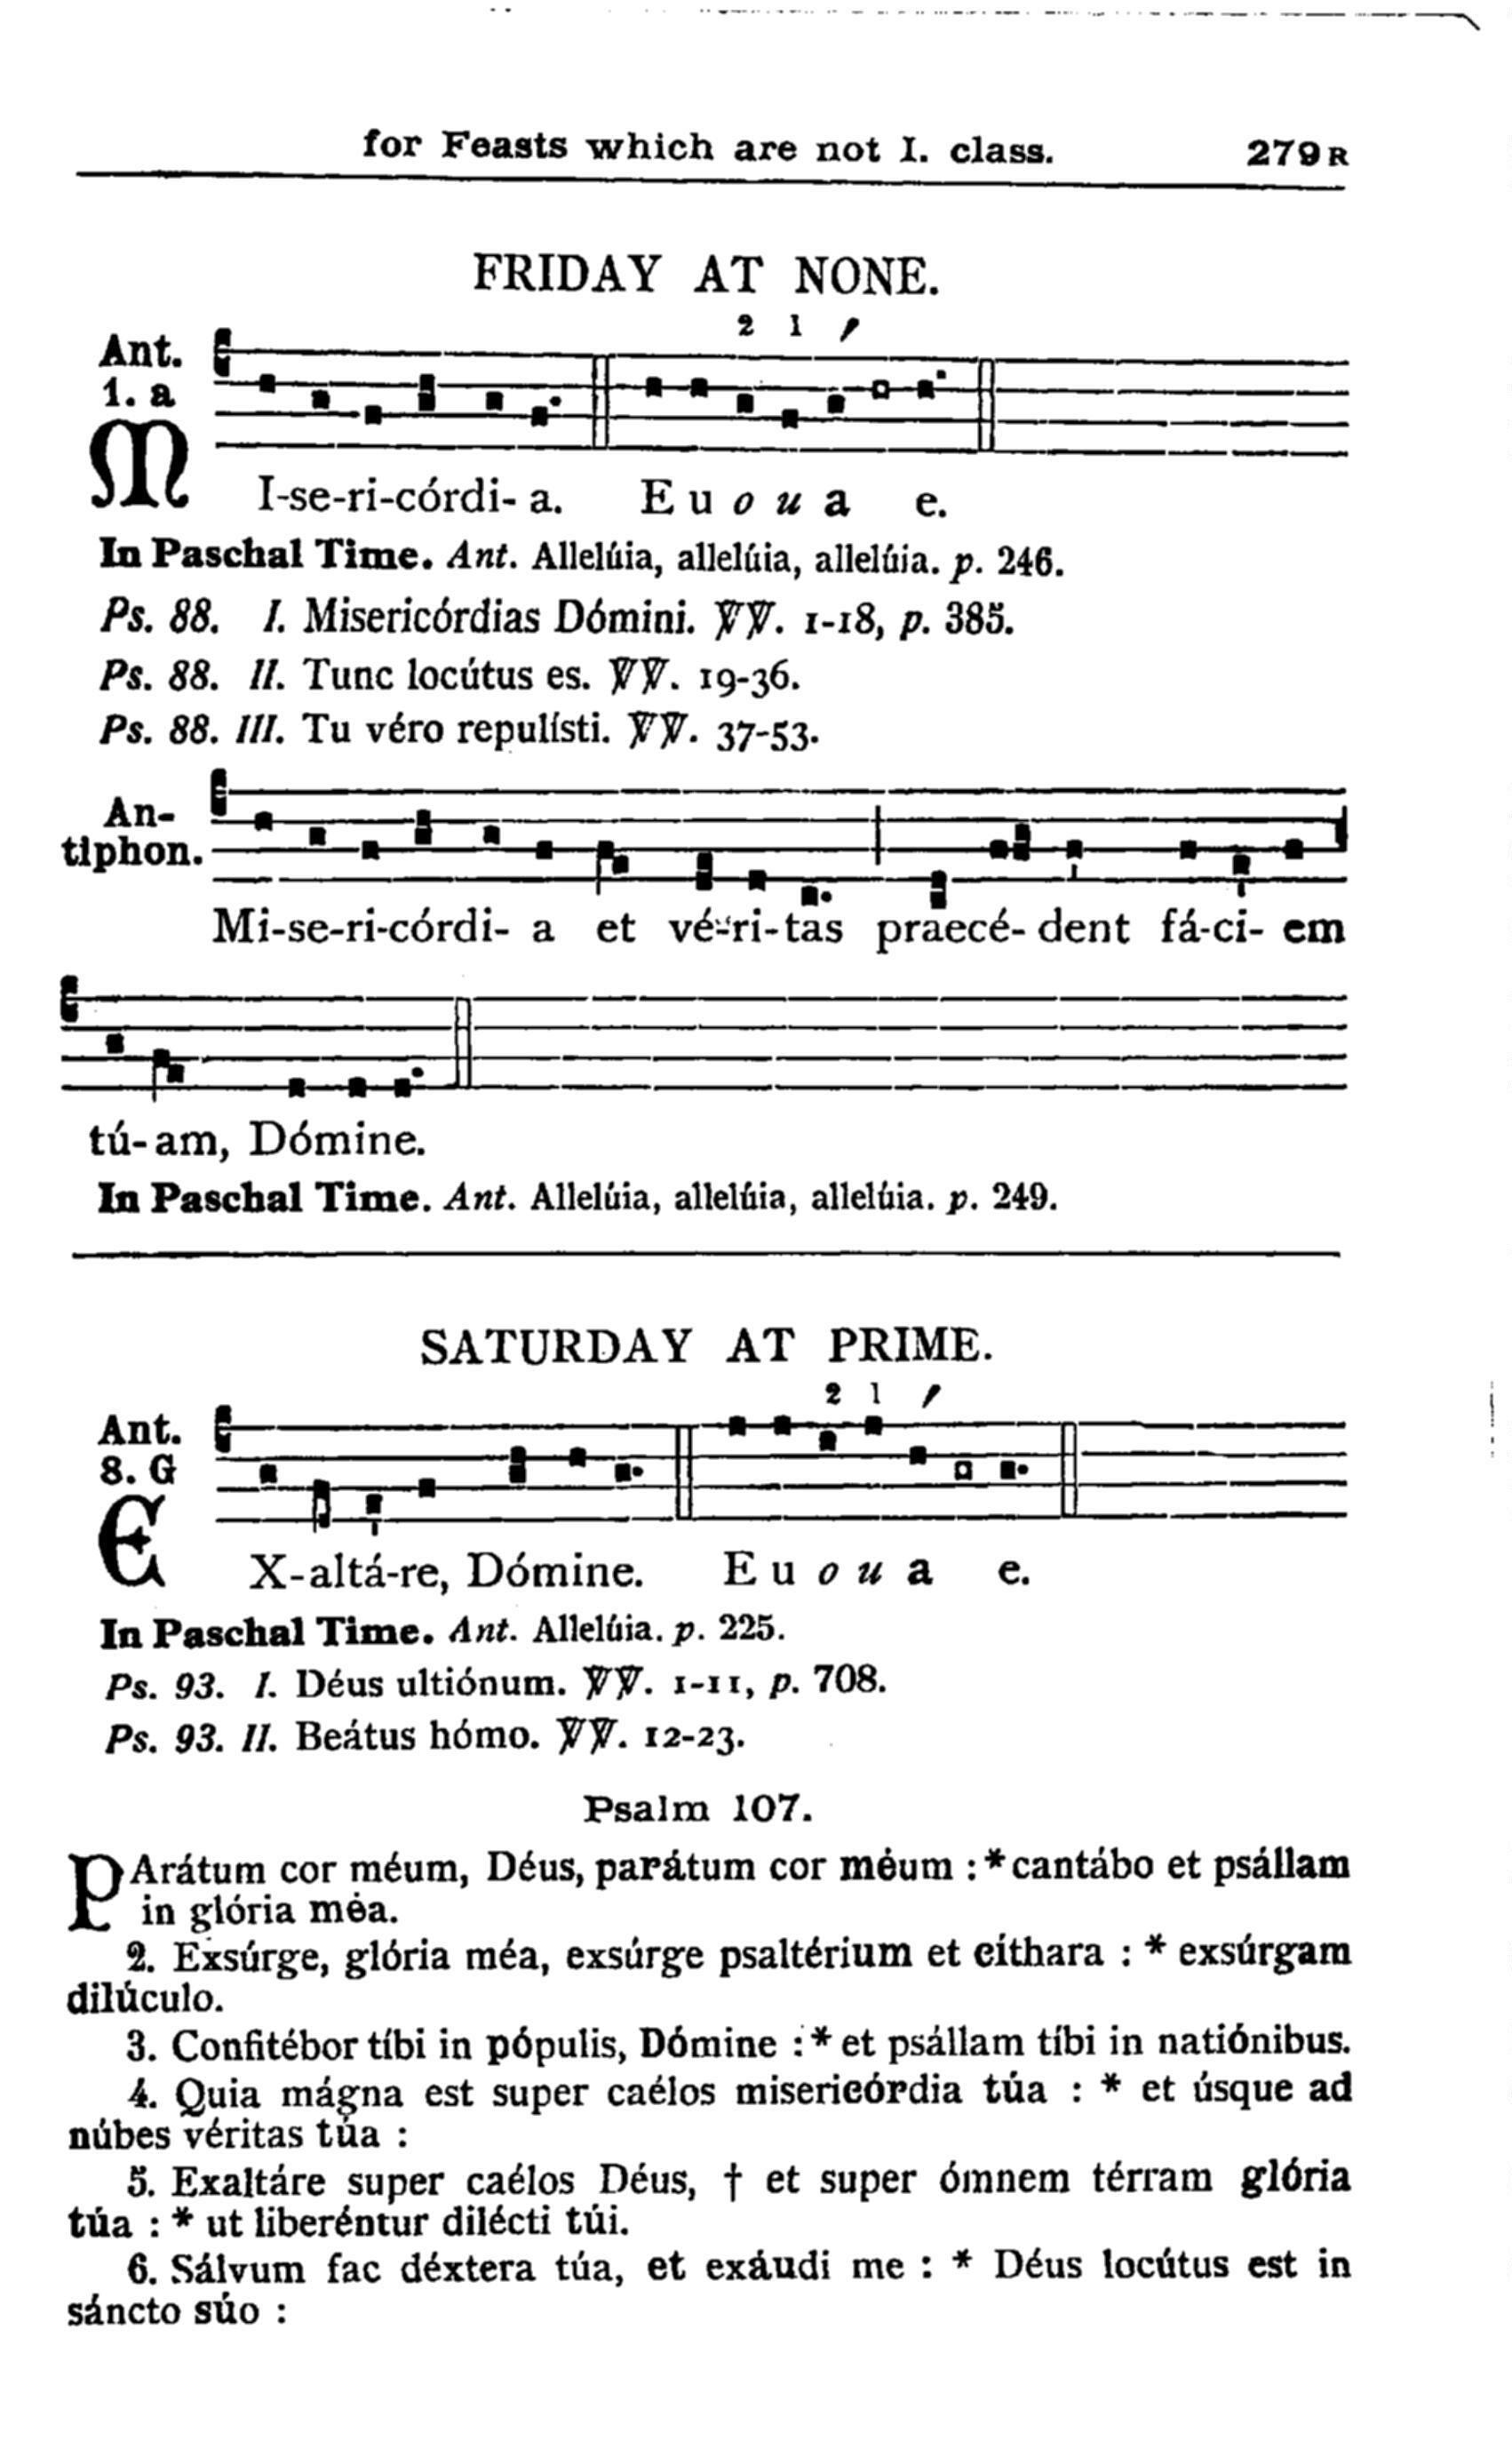 for Feasts which are not I. class. 279 R
FRIDAY AT NONE.
2 1
Ant.
1. a
MI-se-ri-córdi- a. E u o u a e.
In Paschal Time. Ant. Allelúia, allelúia, allelúia. p. 246.
Ps. 88. I. Misericórdias Dómini. ℣℣. 1-18, p. 385.
Ps. 88. II. Tunc locútus es. ℣℣. 19-36.
Ps. 88. III. Tu véro repulísti. ℣℣. 37-53.
An-
tiphon.
Mi-se-ri-córdi- a et vé-ri-tas praecé- dent fá-ci- em
tú- am, Dómine.
In Paschal Time. Ant. Allelúia, allelúia, allelúia. p. 249.
SATURDAY AT PRIME.
2 1
Ant.
8. G
EX-altá-re, Dómine. E u o u a e.
In Paschal Time. Ant. Allelúia. p. 225.
Ps. 93. I. Déus ultiónum. ℣℣. 1-11, p. 708.
Ps. 93. II. Beátus hómo. ℣℣. 12-23.
Psalm 107.
PArátum cor méum, Déus, parátum cor méum : * cantábo et psállam
in glória méa.
2. Exsúrge, glória méa, exsúrge psaltérium et cíthara : * exsúrgam
dilúculo.
3. Confitébor tíbi in pópulis, Dómine : * et psállam tíbi in natiónibus.
4. Quia mágna est super caélos misericórdia túa : * et úsque ad
núbes véritas túa :
5. Exaltáre super caélos Déus, † et super ómnem térram glória
túa : * ut liberéntur dilécti túi.
6. Sálvum fac déxtera túa, et exáudi me : * Déus locútus est in
sáncto súo :